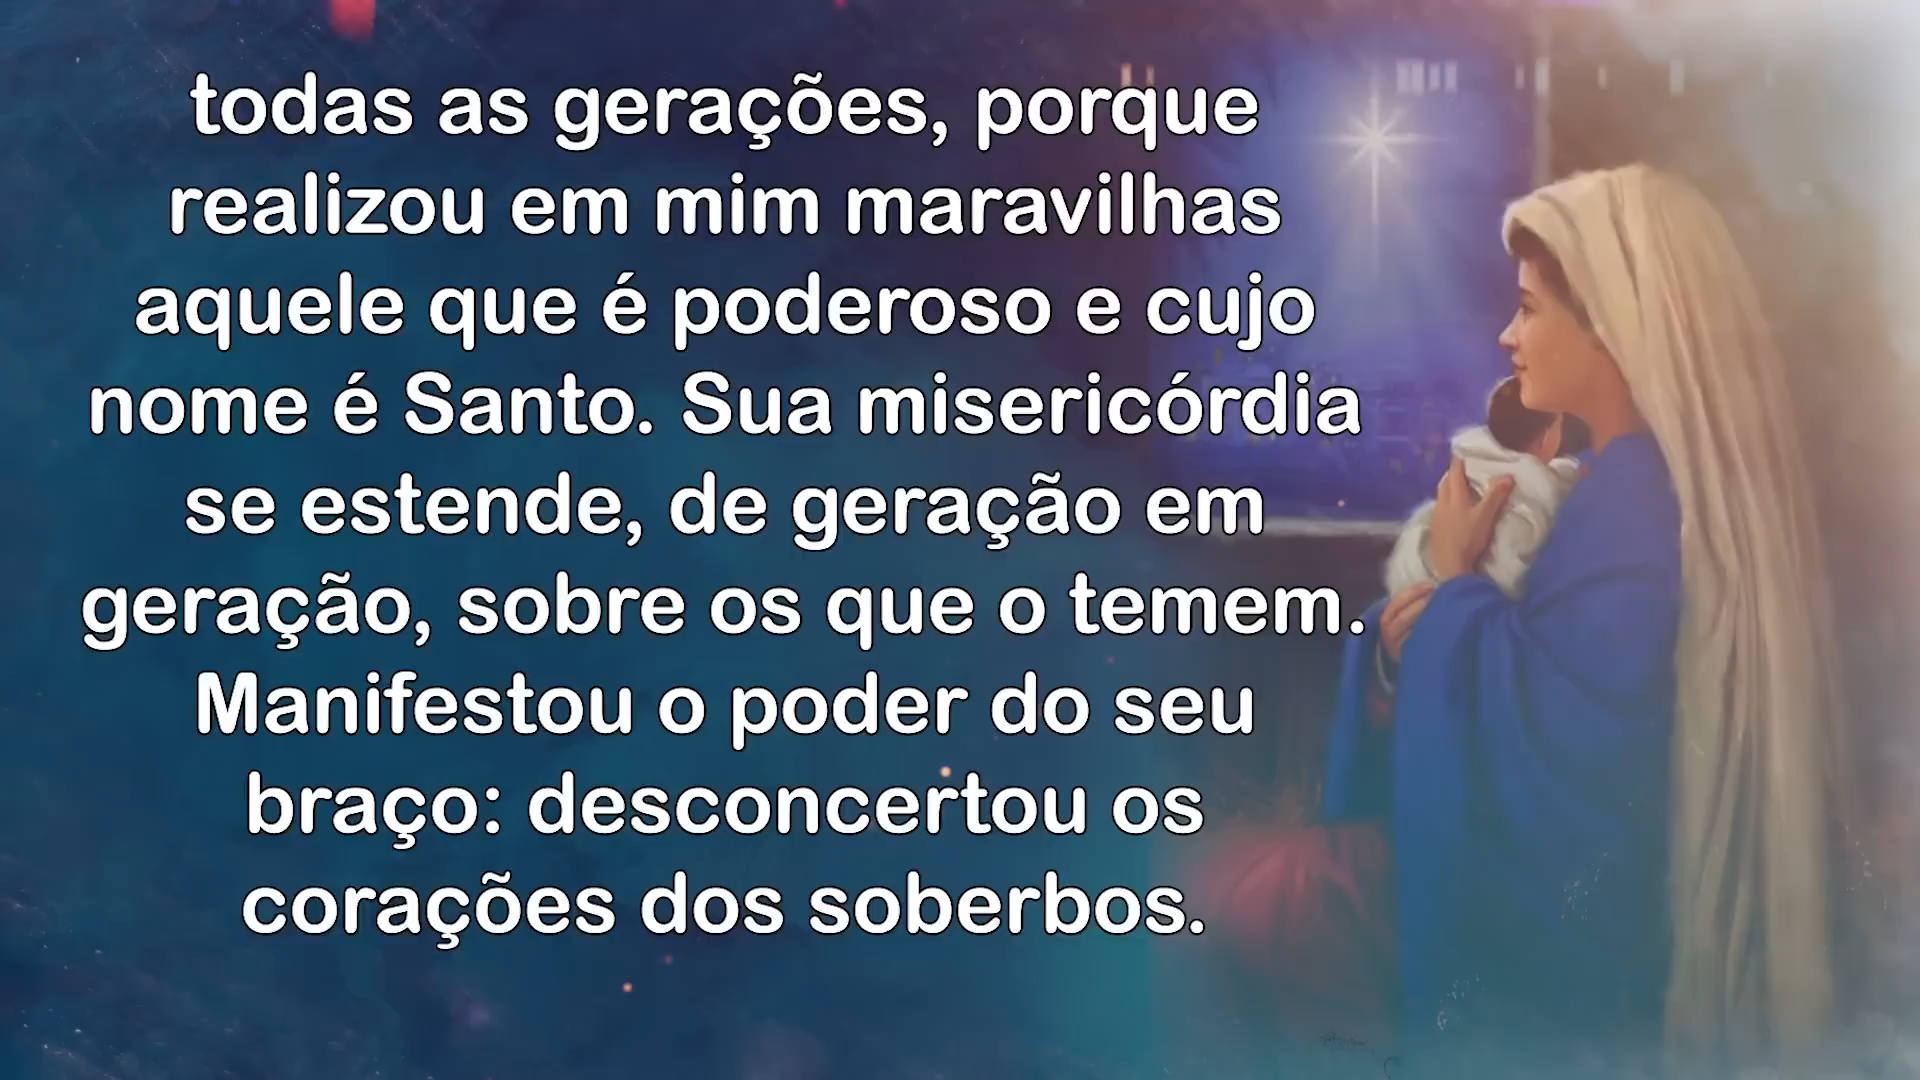 todas as gerações, porque
realizou em mim maravilhas
aquele que é poderoso e cujo
nome é Santo. Sua misericórdia
se estende, de geração em
geração, sobre os que o temem.
Manifestou o poder do seu
braço: desconcertou os
corações dos soberbos.